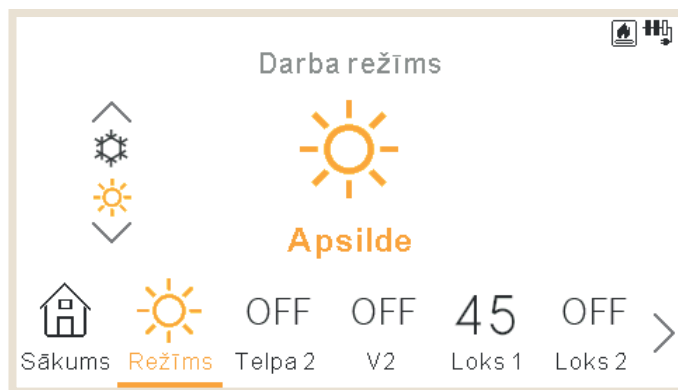 Darba režīms
Apsilde
OFF OFF 45 OFF
Sākums Režīms Telpa 2 V2 Loks 1 Loks 2